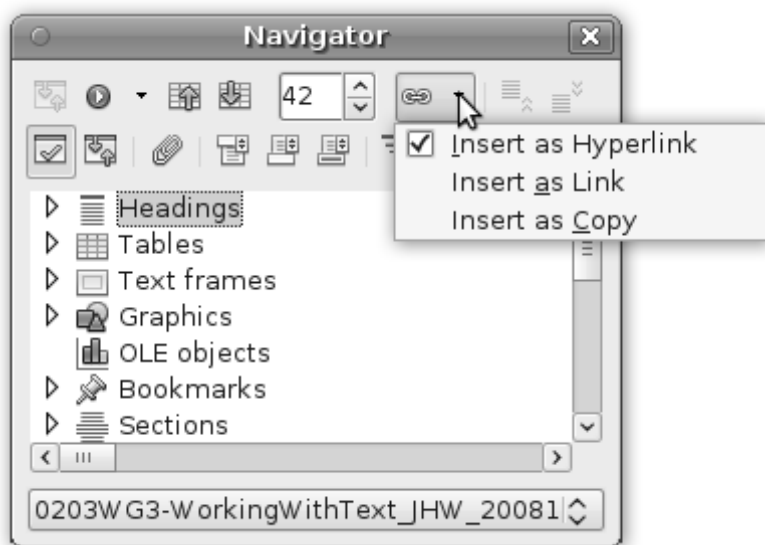 Navigator
42
Insert as Hyperlink
Insert as Link
Insert as Copy
Headings
Tables
Text frames
Graphics
OLE objects
Bookmarks
Sections
0203WG3-WorkingWithText_JHW_20081